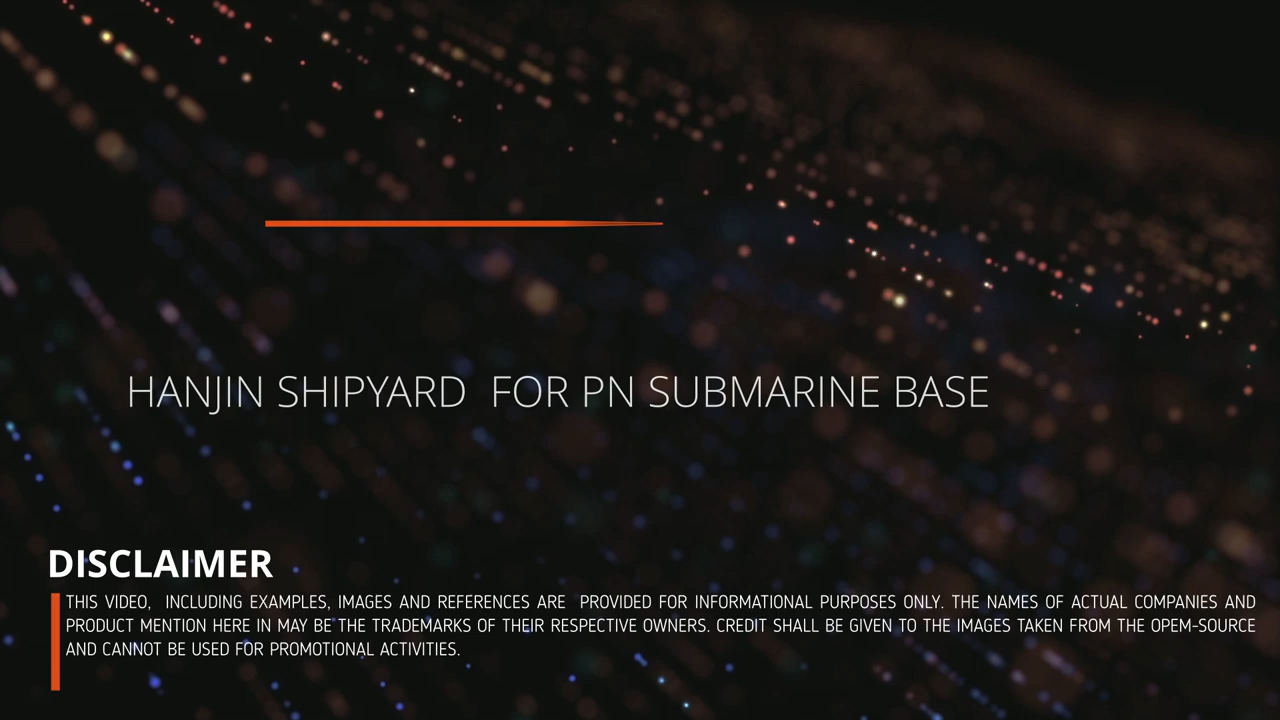 HANJIN SHIPYARD  FOR PN SUBMARINE BASE
DISCLAIMER
THIS VIDEO,  INCLUDING EXAMPLES, IMAGES AND REFERENCES ARE  PROVIDED FOR INFORMATIONAL PURPOSES ONLY. THE NAMES OF ACTUAL COMPANIES AND
PRODUCT MENTION HERE IN MAY BE THE TRADEMARKS OF THEIR RESPECTIVE OWNERS. CREDIT SHALL BE GIVEN TO THE IMAGES TAKEN FROM THE OPEM-SOURCE
AND CANNOT BE USED FOR PROMOTIONAL ACTIVITIES.